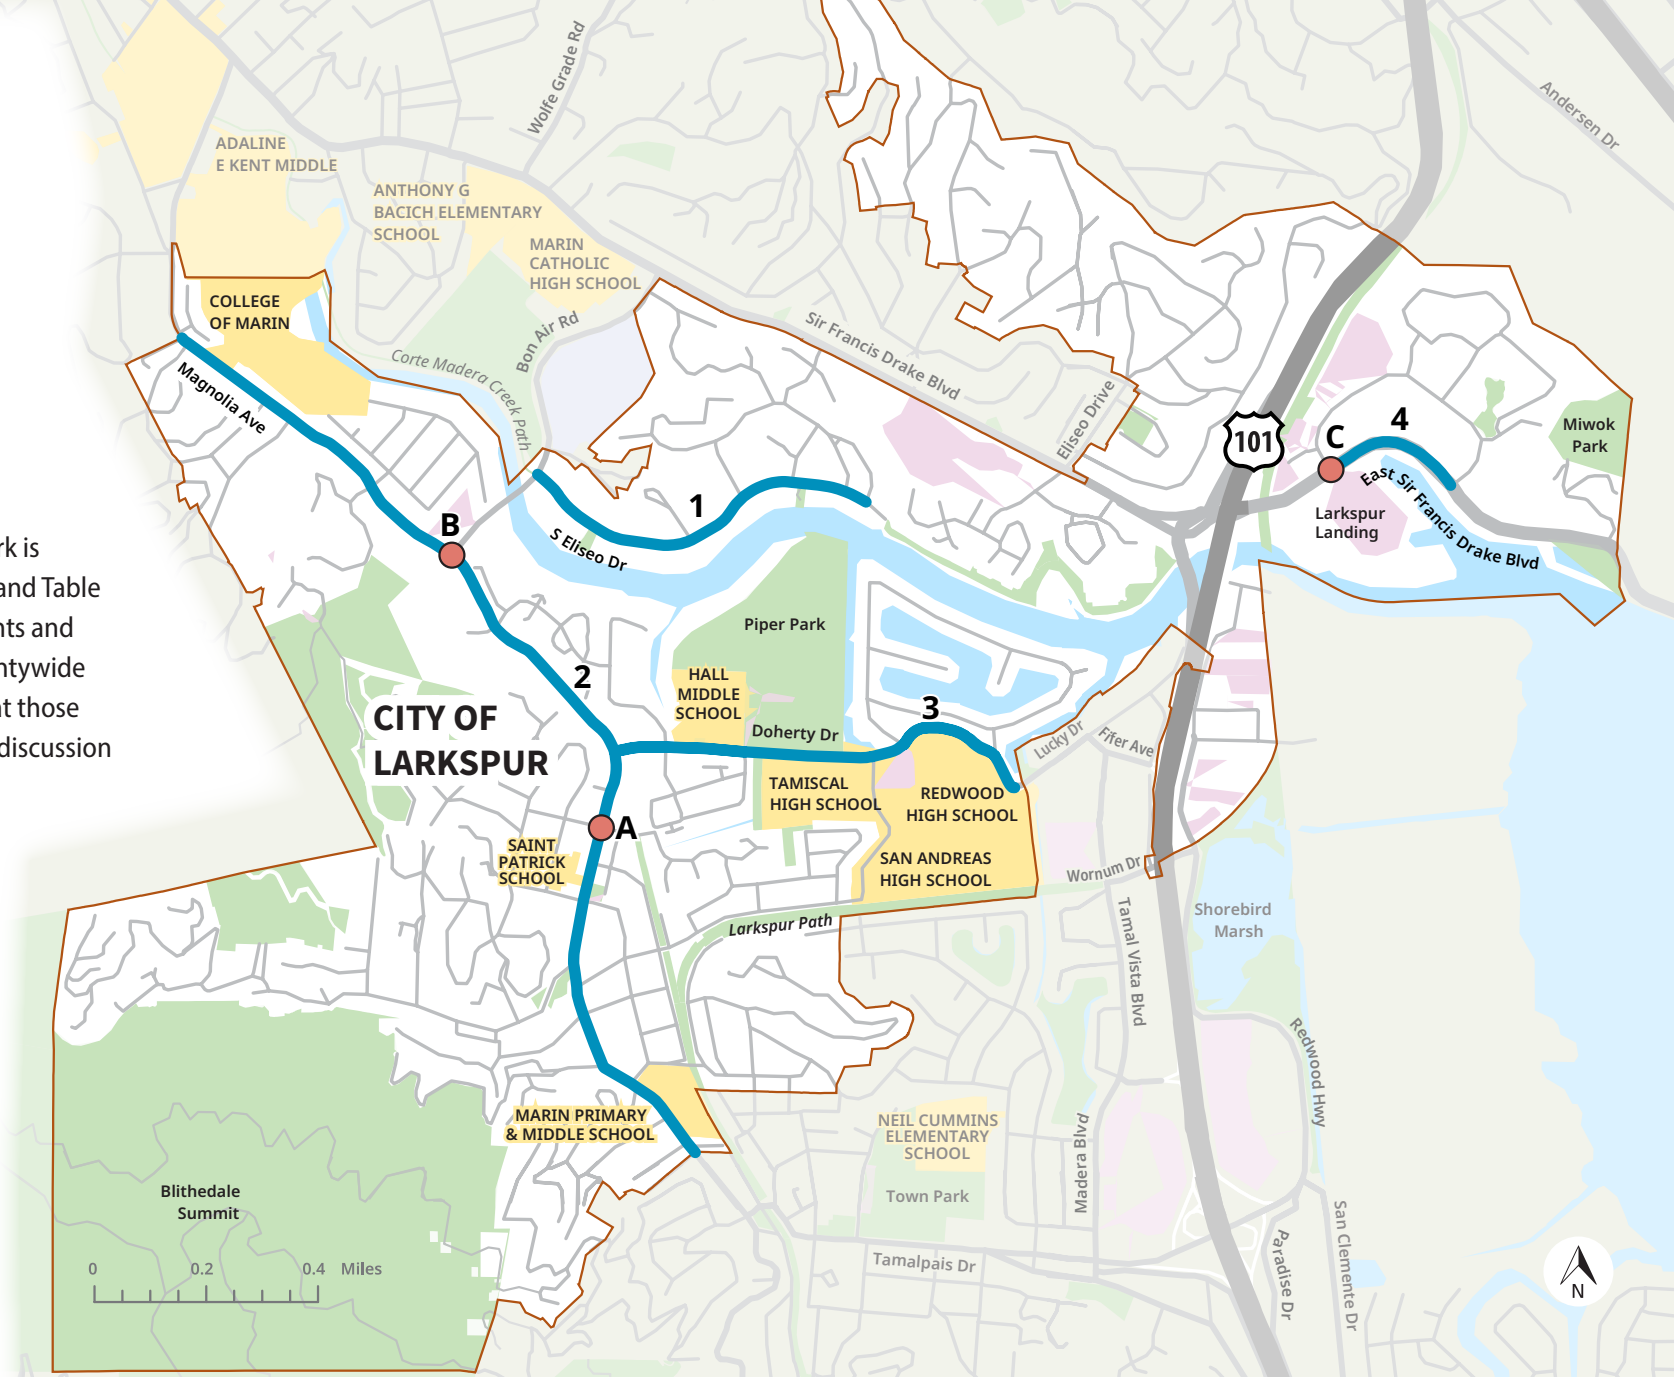 rk is
and Table
nts and
ntywide
at those
discussion
Wolfe Grade Rd
Andersen Dr
ADALINE
E KENT MIDDLE
ANTHONY G
BACICH ELEMENTARY
SCHOOL
MARIN
CATHOLIC
HIGH SCHOOL
COLLEGE
OF MARIN
Bon Air Rd
Corte Madera Creek Path
Sir Francis Drake Blvd
Eliseo Drive
Magnolia Ave
101
C
4
Miwok
Park
East Sir Francis Drake Blvd
Larkspur
Landing
1
B
S Eliseo Dr
Piper Park
2
HALL
MIDDLE
SCHOOL
3
CITY OF
LARKSPUR
Doherty Dr
Lucky Dr
Fifer Ave
TAMISCAL
HIGH SCHOOL
REDWOOD
HIGH SCHOOL
A
SAINT
PATRICK
SCHOOL
SAN ANDREAS
HIGH SCHOOL
Wornum Dr
Larkspur Path
Tamal Vista Blvd
Shorebird
Marsh
Redwood Hwy
MARIN PRIMARY
& MIDDLE SCHOOL
NEIL CUMMINS
ELEMENTARY
SCHOOL
Madera Blvd
Town Park
Blithedale
Summit
Tamalpais Dr
Paradise Dr
San Clemente Dr
0 0.2 0.4 Miles
N